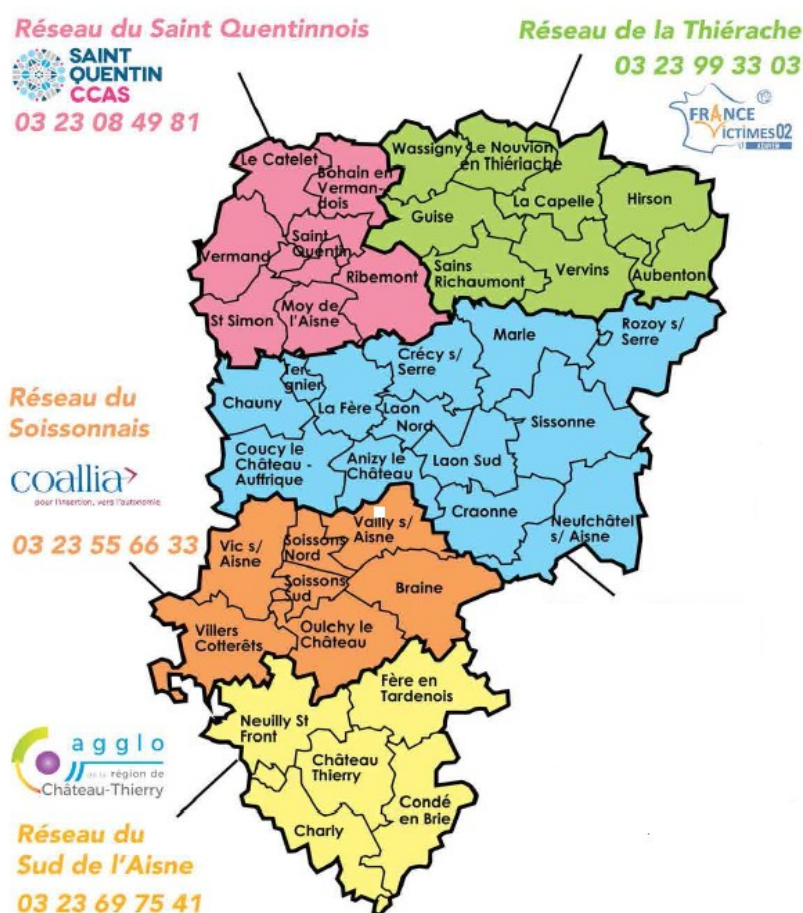 Réseau du Saint Quentinnois
SAINT
QUENTIN
CCAS
03 23 08 49 81
Réseau de la Thiérache
03 23 99 33 03
FRANCE
VICTIMES02
Le Catelet
Bohain en
Verman-
dois
Vermand
Saint
Quentin
Ribemont
St Simon
Moy de
l'Aisne
Wassigny
Le Nouvion
en Thiériache
La Capelle
Hirson
Guise
Sains
Richaumont
Vervins
Aubenton
Marle
Rozoy s/
Serre
Crécy s/
Serre
Ter-
gnier
Chauny
La Fère
Laon
Nord
Sissonne
Coucy le
Château -
Auffrique
Anizy le
Château
Laon Sud
Craonne
Neufchâtel
s/ Aisne
Réseau du
Soissonnais
coallia
pour l'insertion, vers l'autonomie
03 23 55 66 33
Vic s/
Aisne
Soissons
Nord
Vailly s/
Aisne
Soissons
Sud
Braine
Villers
Cotterêts
Oulchy le
Château
Fère en
Tardenois
Neuilly St
Front
Château
Thierry
Condé
en Brie
Charly
agglo
de la région de
Château-Thierry
Réseau du
Sud de l'Aisne
03 23 69 75 41